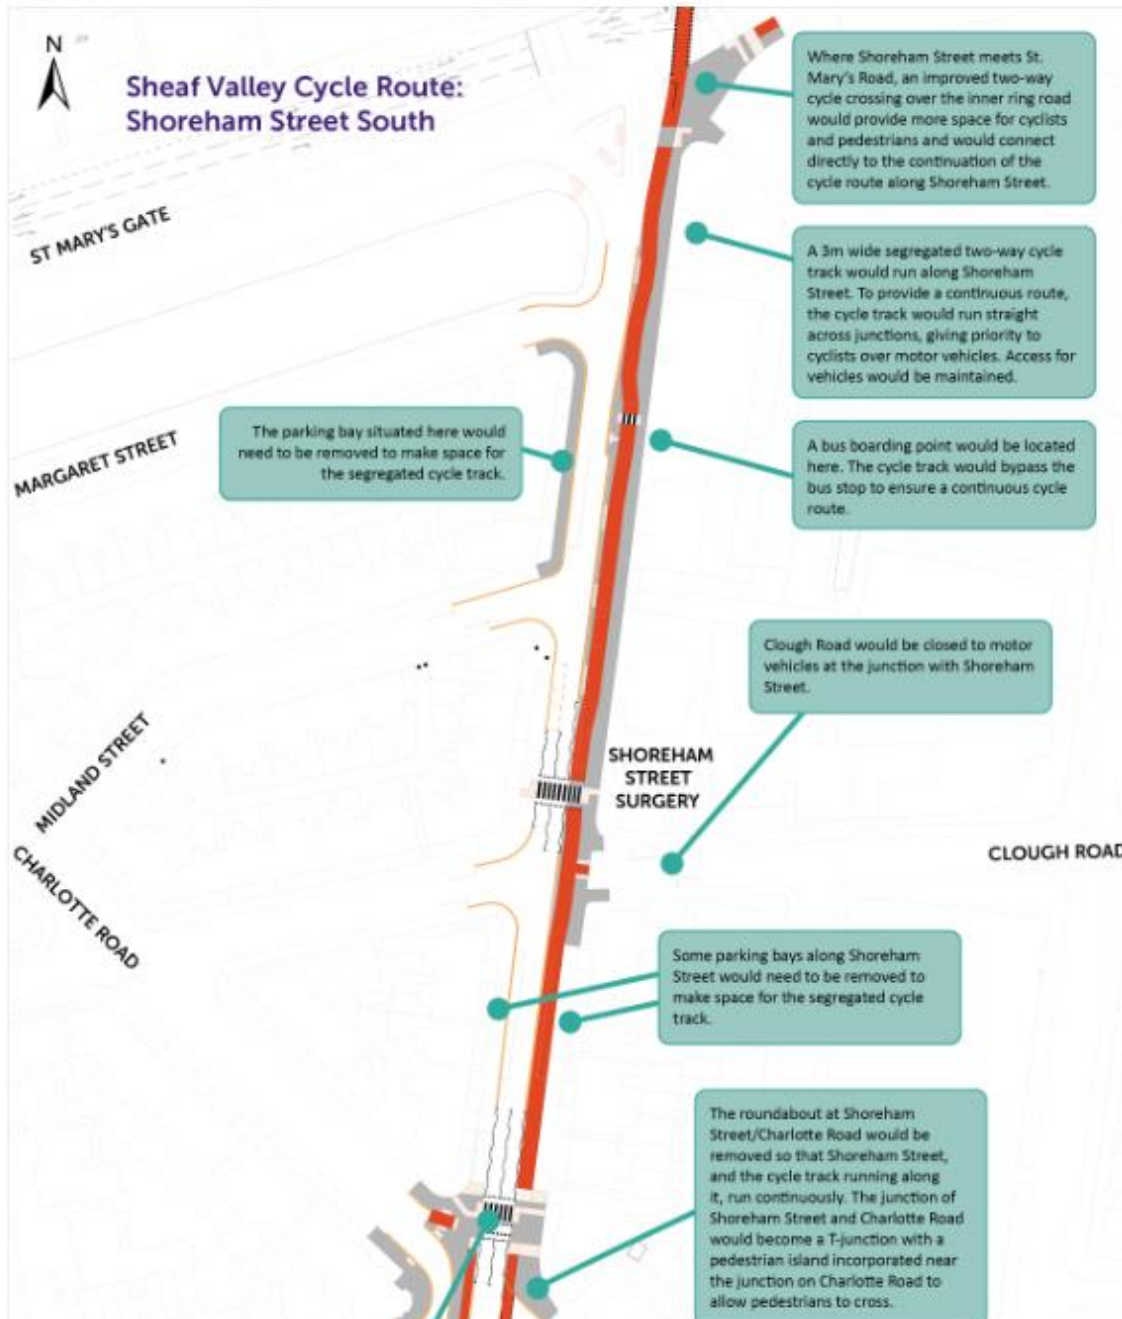 N
Sheaf Valley Cycle Route:
Shoreham Street South
Where Shoreham Street meets St.
Mary's Road, an improved two-way
cycle crossing over the inner ring road
would provide more space for cyclists
and pedestrians and would connect
directly to the continuation of the
cycle route along Shoreham Street.
ST MARY'S GATE
A 3m wide segregated two-way cycle
track would run along Shoreham
Street. To provide a continuous route,
the cycle track would run straight
across junctions, giving priority to
cyclists over motor vehicles. Access for
vehicles would be maintained.
The parking bay situated here would
need to be removed to make space for
the segregated cycle track.
MARGARET STREET
A bus boarding point would be located
here. The cycle track would bypass the
bus stop to ensure a continuous cycle
route.
Clough Road would be closed to motor
vehicles at the junction with Shoreham
Street.
MIDLAND STREET
SHOREHAM
STREET
SURGERY
CLOUGH ROAD
CHARLOTTE ROAD
Some parking bays along Shoreham
Street would need to be removed to
make space for the segregated cycle
track.
The roundabout at Shoreham
Street/Charlotte Road would be
removed so that Shoreham Street,
and the cycle track running along
it, run continuously. The junction of
Shoreham Street and Charlotte Road
would become a T-junction with a
pedestrian island incorporated near
the junction on Charlotte Road to
allow pedestrians to cross.